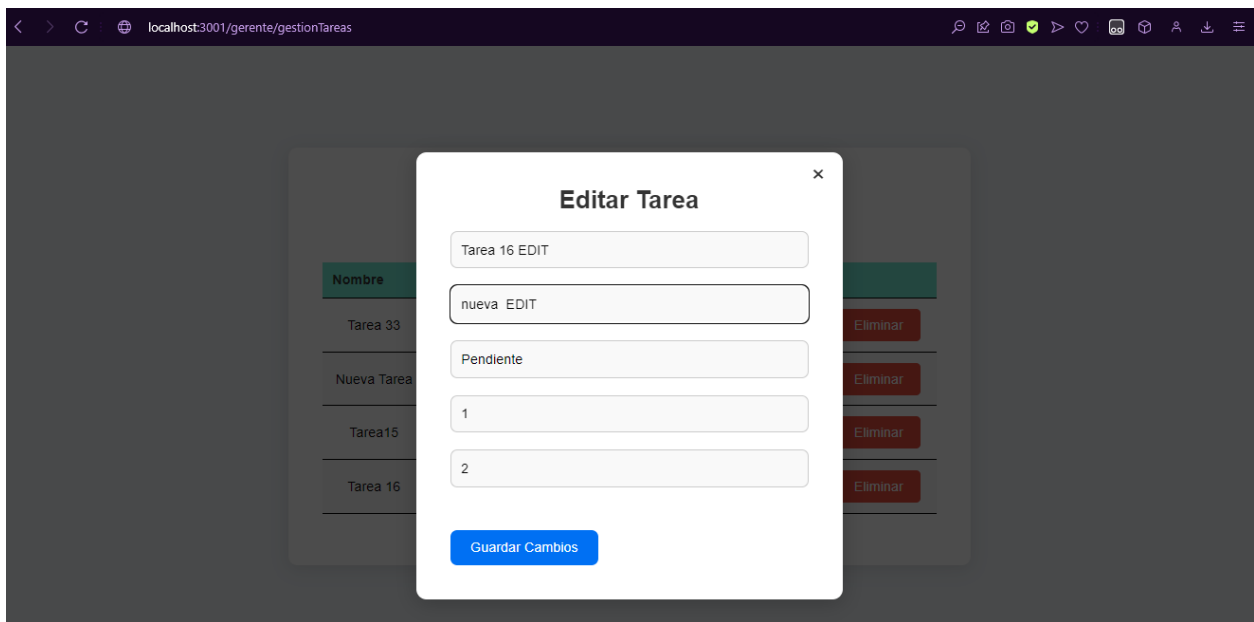 localhost:3001/gerente/gestionTareas
×
Editar Tarea
Tarea 16 EDIT
nueva  EDIT
Pendiente
1
2
Guardar Cambios
Nombre
Tarea 33
Eliminar
Nueva Tarea
Eliminar
Tarea15
Eliminar
Tarea 16
Eliminar